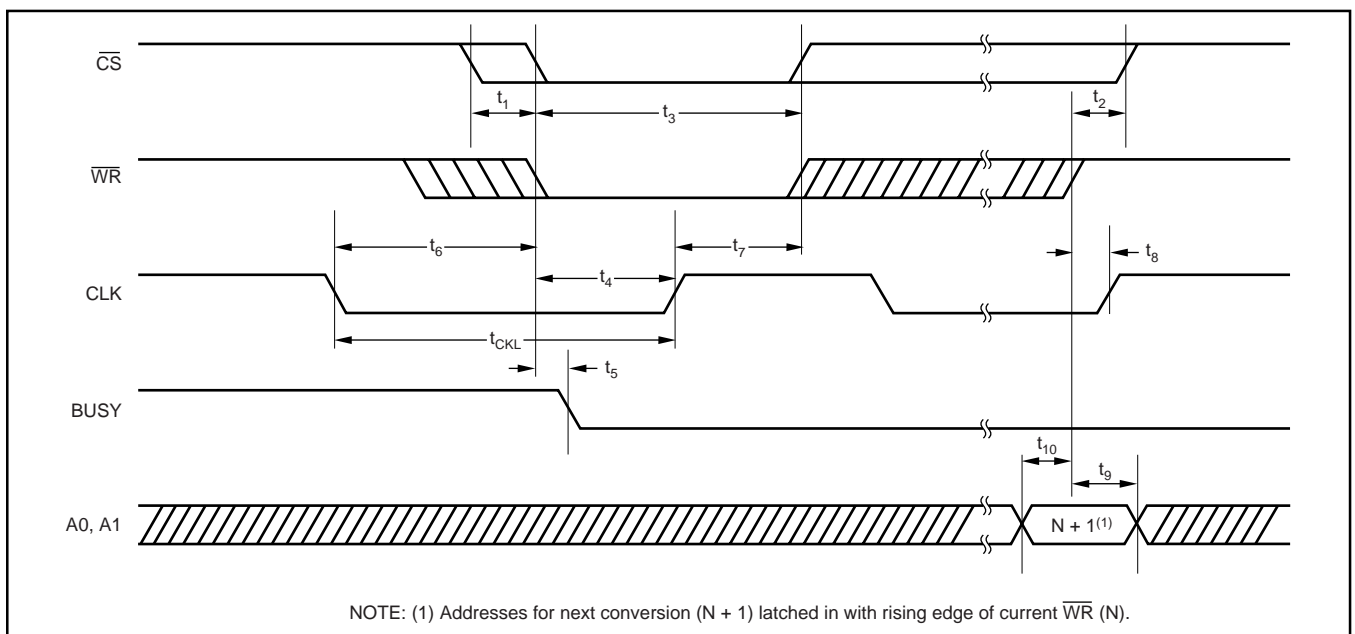 CS
t1
t3
t2
WR
t6
t7
t8
CLK
t4
tCKL
t5
BUSY
t10
t9
A0, A1
N + 1(1)
NOTE: (1) Addresses for next conversion (N + 1) latched in with rising edge of current WR (N).